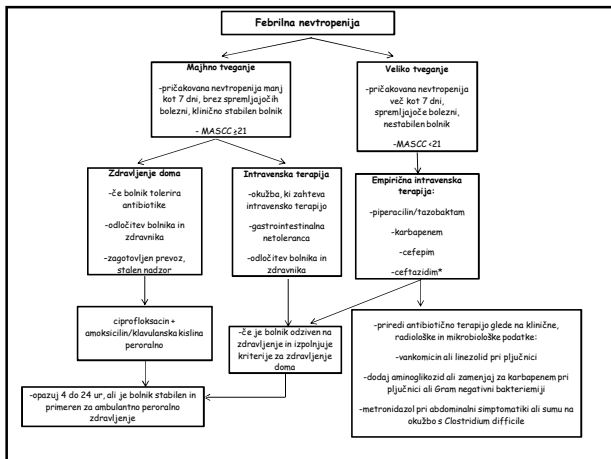 Febrilna nevtropenija
Majhno tveganje
-pričakovana nevtropenija manj
kot 7 dni, brez spremljajočih
bolezni, klinično stabilen bolnik
- MASCC ≥21
Veliko tveganje
-pričakovana nevtropenija
več kot 7 dni,
spremljajoče bolezni,
nestabilen bolnik
-MASCC <21
Zdravljenje doma
-če bolnik tolerira
antibiotike
-odločitev bolnika in
zdravnika
-zagotovljen prevoz,
stalen nadzor
Intravenska terapija
-okužba, ki zahteva
intravensko terapijo
-gastrointestinalna
netoleranca
-odločitev bolnika in
zdravnika
Empirična intravenska
terapija:
-piperacilin/tazobaktam
-karbapenem
-cefepim
-ceftazidim*
ciprofloksacin +
amoksicilin/klavulanska kislina
peroralno
-če je bolnik odziven na
zdravljenje in izpolnjuje
kriterije za zdravljenje
doma
-priredi antibiotično terapijo glede na klinične,
radiološke in mikrobiološke podatke:
-vankomicin ali linezolid pri pljučnici
-dodaj aminoglikozid ali zamenjaj za karbapenem pri
pljučnici ali Gram negativni bakteriemiji
-metronidazol pri abdominalni simptomatiki ali sumu na
okužbo s Clostridium difficile
-opazuj 4 do 24 ur, ali je bolnik stabilen in
primeren za ambulantno peroralno
zdravljenje